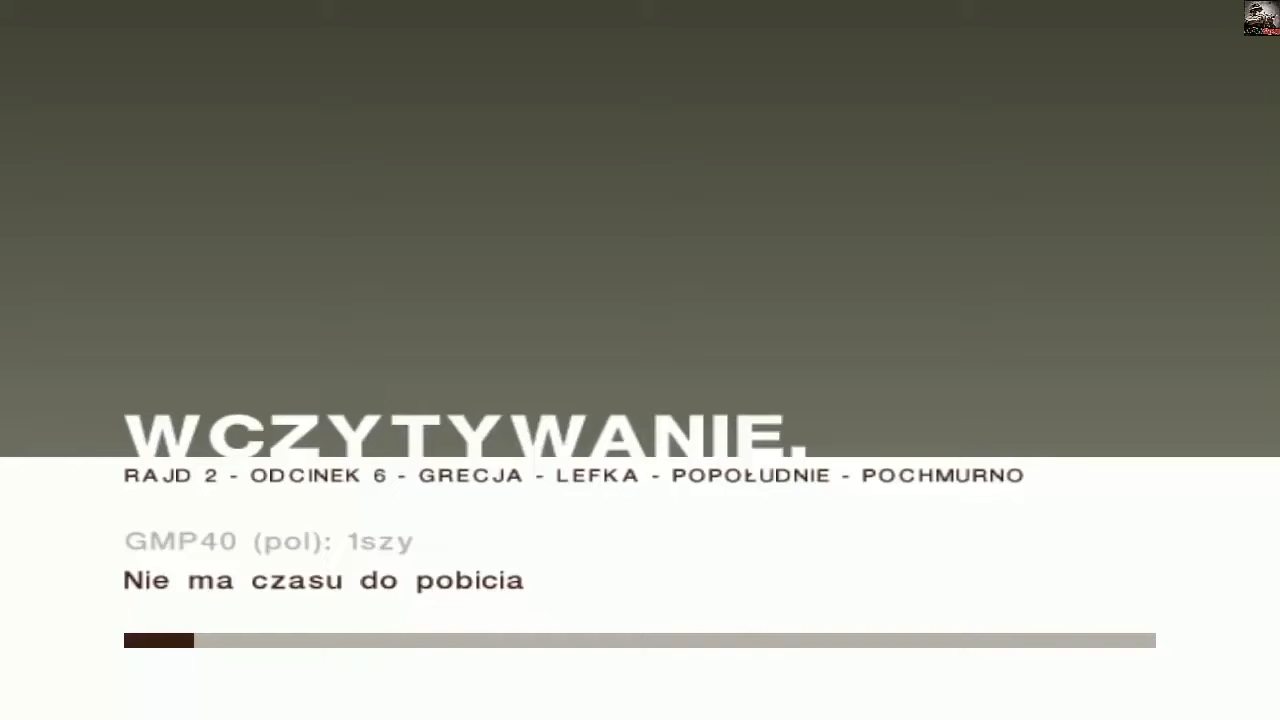 WCZYTYWANIE.
RAJD 2 - ODCINEK 6 - GRECJA - LEFKA - POPOŁUDNIE - POCHMURNO
GMP40 (pol): 1szy
Nie ma czasu do pobicia